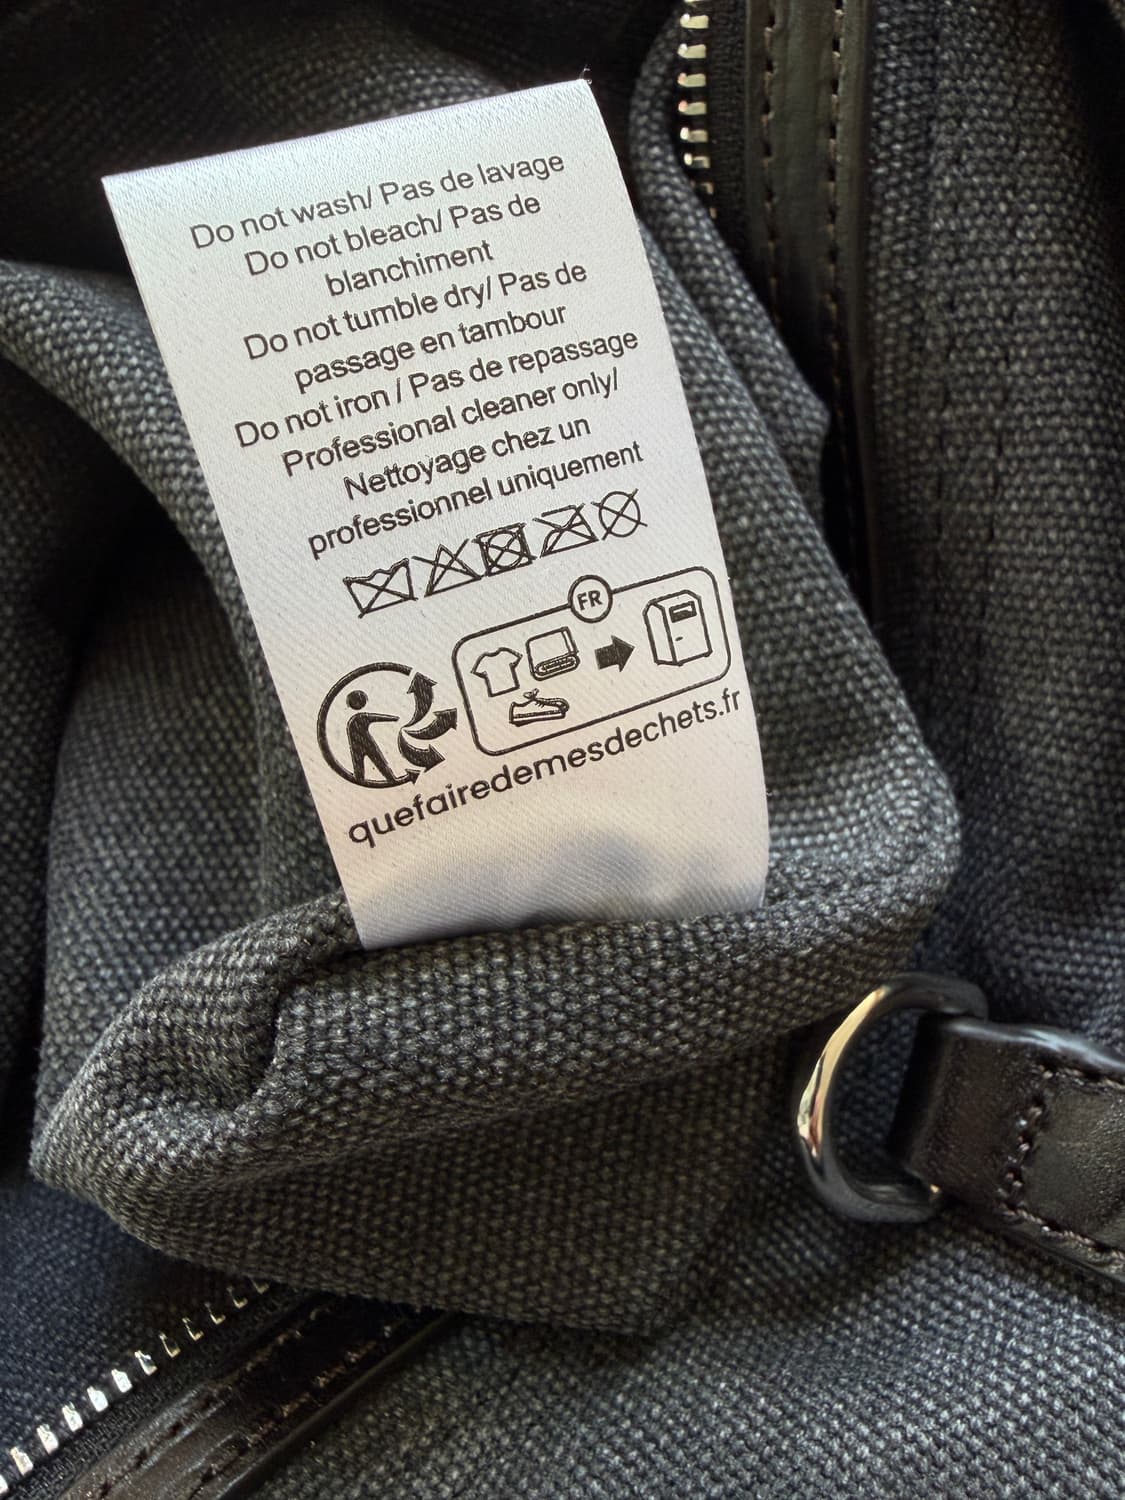 Do not wash/ Pas de lavage
Do not bleach/ Pas de
blanchiment
Do not tumble dry/ Pas de
passage en tambour
Do not iron / Pas de repassage
Professional cleaner only/
Nettoyage chez un
professionnel uniquement
FR
quefairedemesdechets.fr